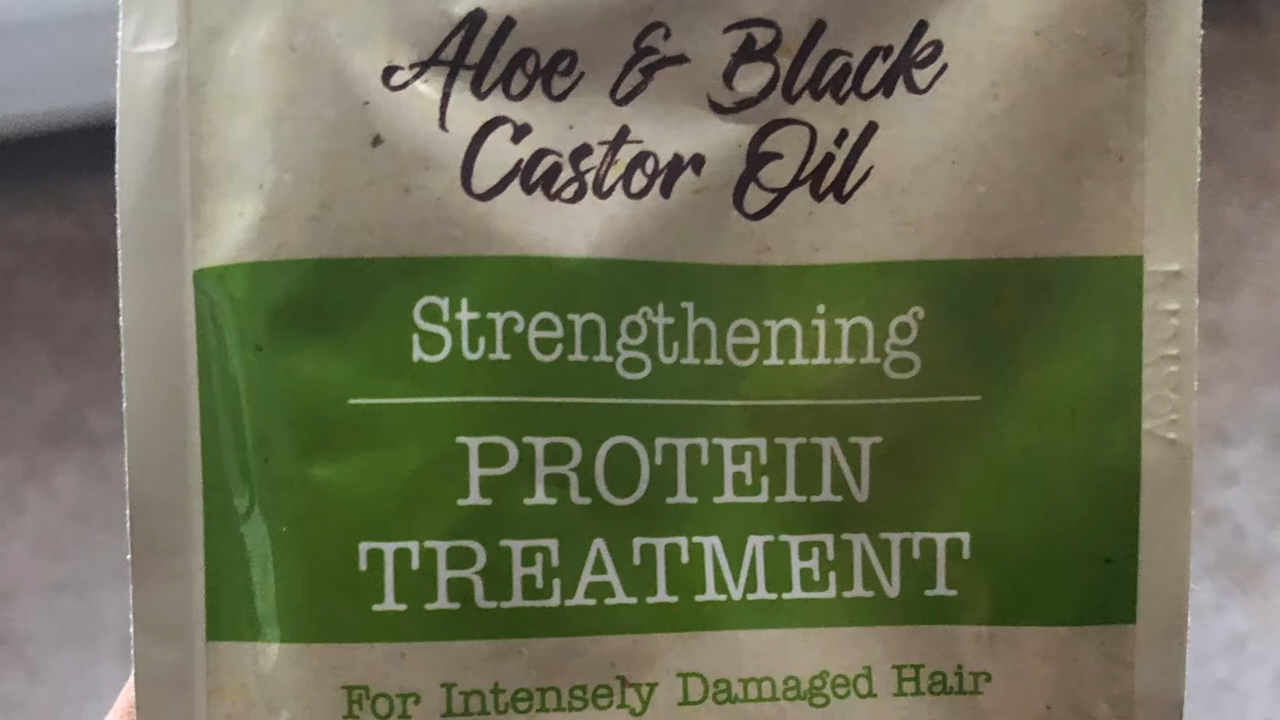 Aloe & Black
Castor Oil
Strengthening
PROTEIN
TREATMENT
For Intensely Damaged Hair